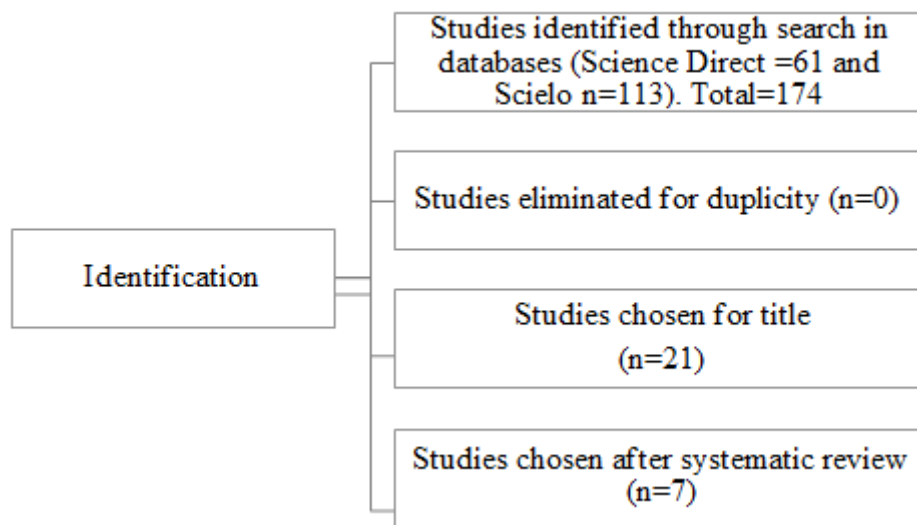 Studies identified through search in
databases (Science Direct =61 and
Scielo n=113). Total=174
Studies eliminated for duplicity (n=0)
Identification
Studies chosen for title
(n=21)
Studies chosen after systematic review
(n=7)